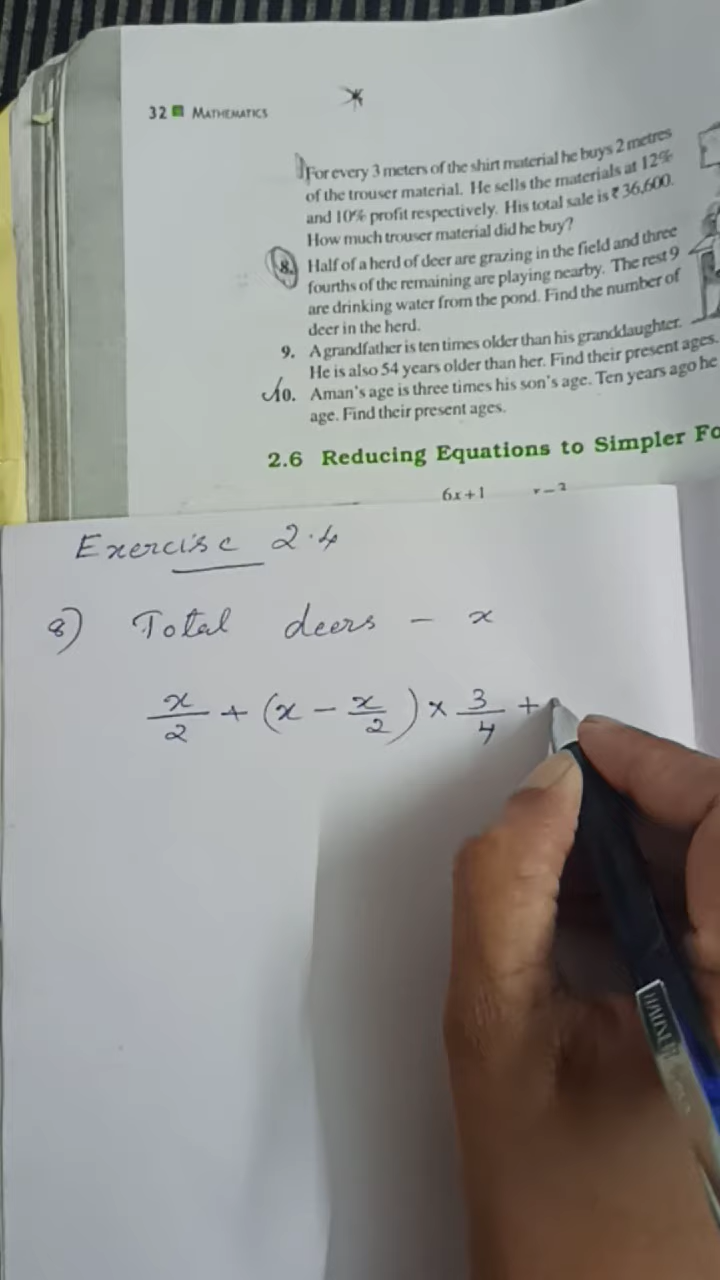 32 MATHEMATICS
For every 3 meters of the shirt material he buys 2 metres
of the trouser material. He sells the materials at 12%
and 10% profit respectively. His total sale is ₹ 36,600.
How much trouser material did he buy?
8. Half of a herd of deer are grazing in the field and three
fourths of the remaining are playing nearby. The rest 9
are drinking water from the pond. Find the number of
deer in the herd.
9. A grandfather is ten times older than his granddaughter.
He is also 54 years older than her. Find their present ages.
10. Aman's age is three times his son's age. Ten years ago he
age. Find their present ages.
2.6 Reducing Equations to Simpler Fo
6x+1
Exercise 2.4
8) Total deers - x
x/2 + (x - x/2) × 3/4 +